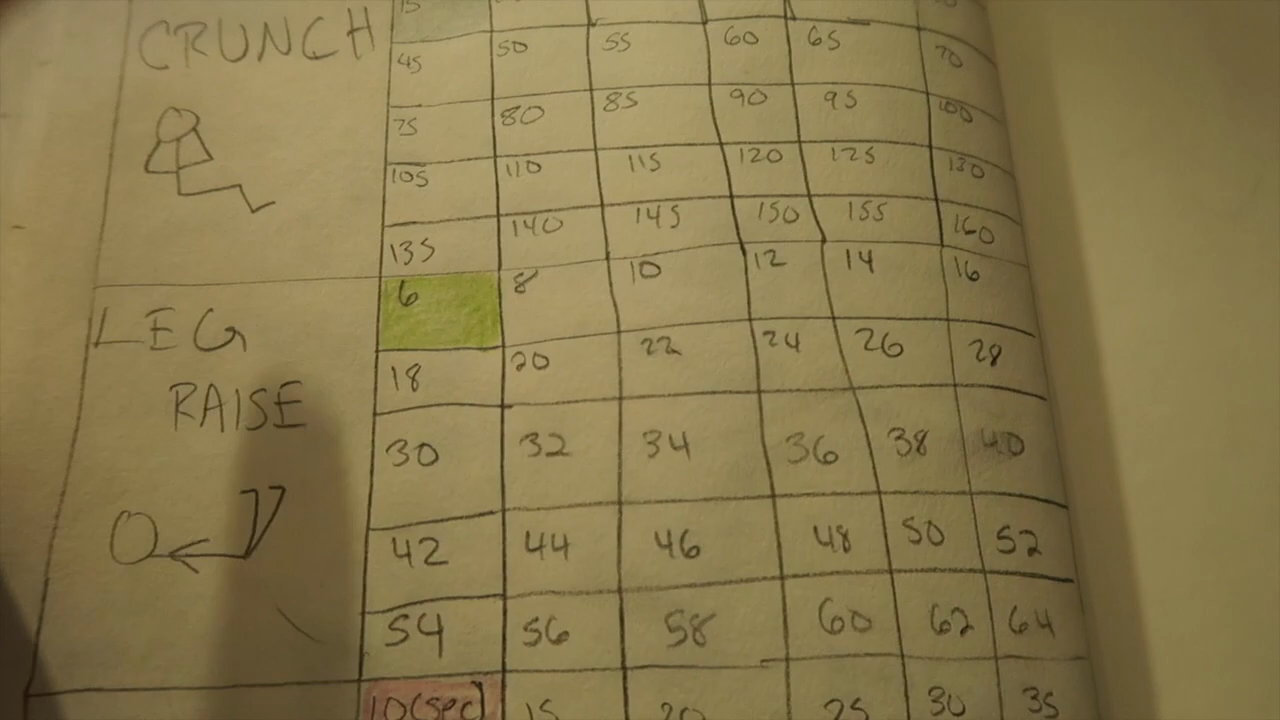 15
CRUNCH
45 50 55 60 65 70
75 80 85 90 95 100
105 110 115 120 125 130
135 140 145 150 155 160
LEG
RAISE
6 8 10 12 14 16
18 20 22 24 26 28
30 32 34 36 38 40
42 44 46 48 50 52
54 56 58 60 62 64
10(sec) 15 20 25 30 35